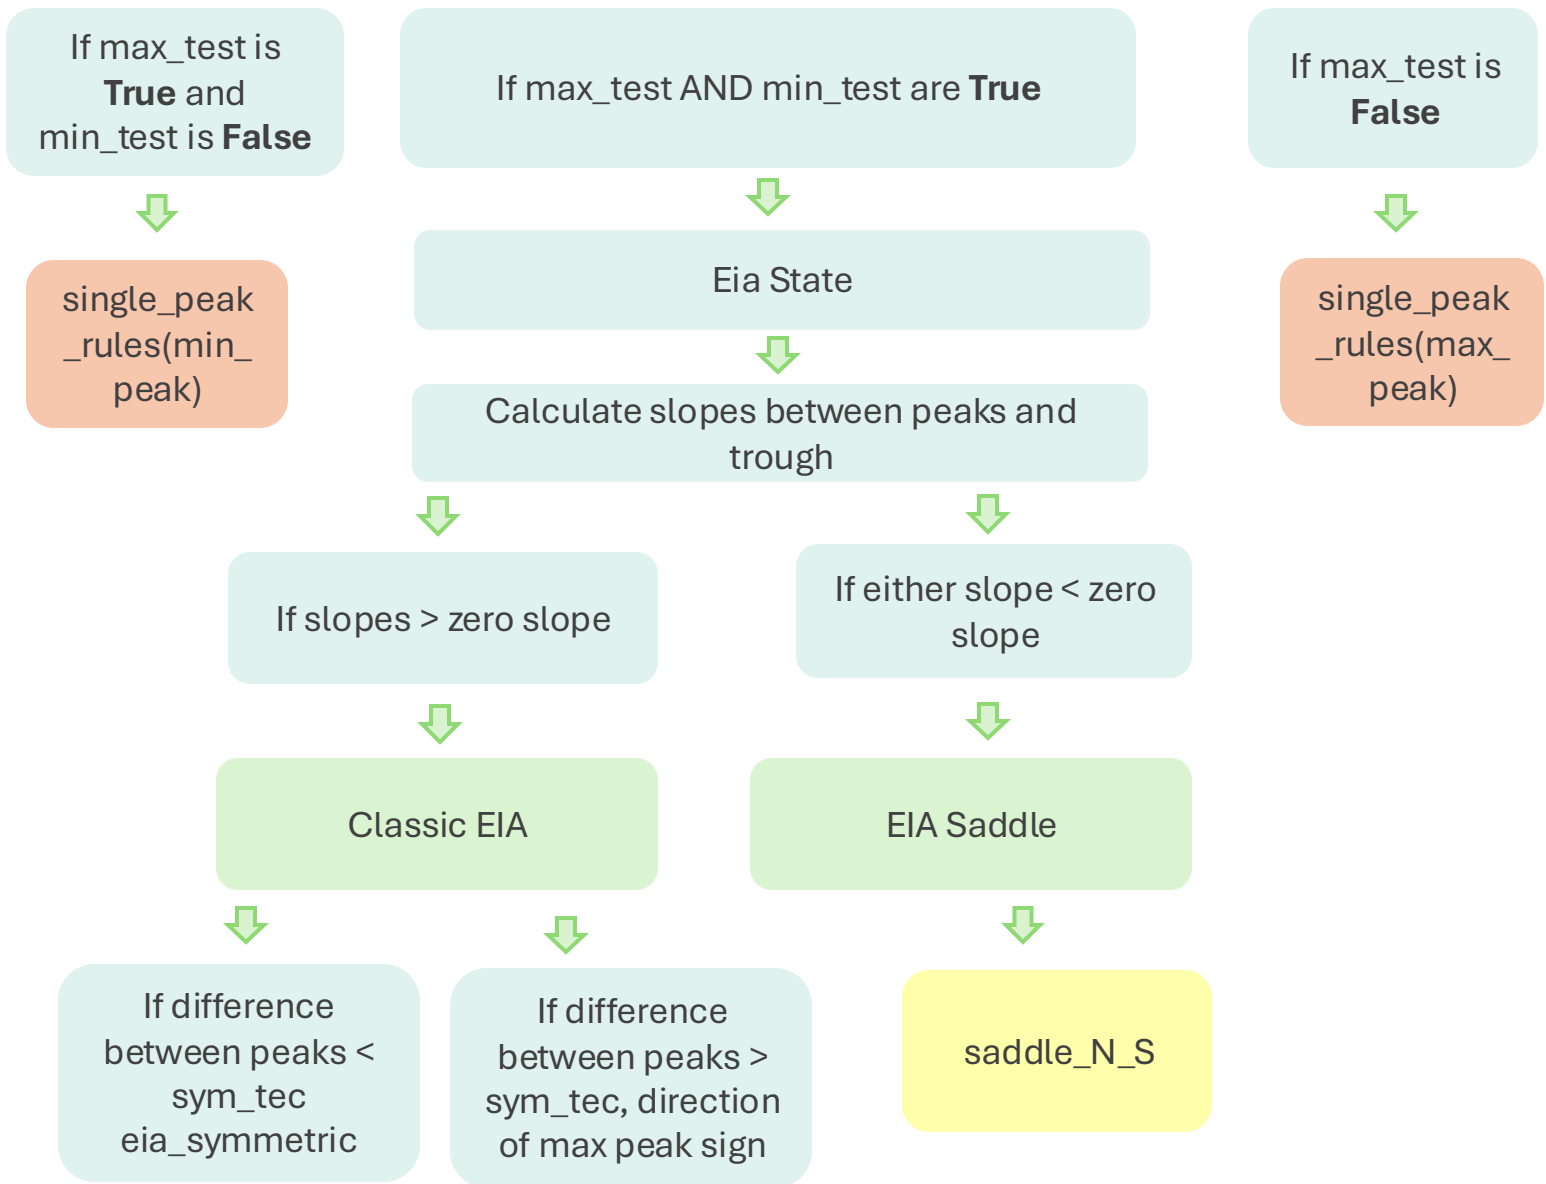 If max_test is
True and
min_test is False
If max_test AND min_test are True
If max_test is
False
single_peak
_rules(min_
peak)
Eia State
single_peak
_rules(max_
peak)
Calculate slopes between peaks and
trough
If slopes > zero slope
If either slope < zero
slope
Classic EIA
EIA Saddle
If difference
between peaks <
sym_tec
eia_symmetric
If difference
between peaks >
sym_tec, direction
of max peak sign
saddle_N_S